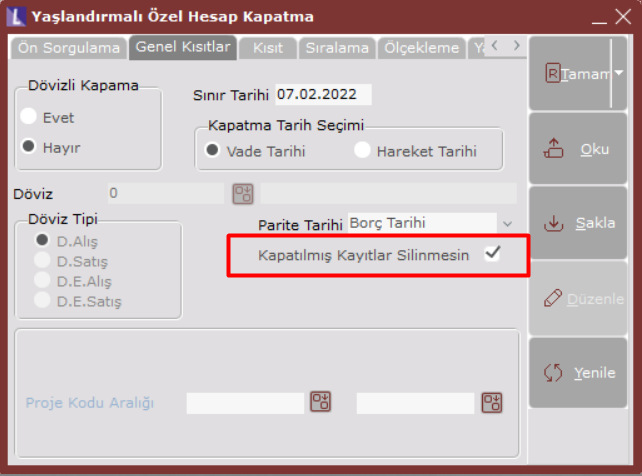 Yaşlandırmalı Özel Hesap Kapatma
Ön Sorgulama Genel Kısıtlar Kısıt Sıralama Ölçekleme
Dövizli Kapama
Evet
Hayır
Sınır Tarihi 07.02.2022
Kapatma Tarih Seçimi
Vade Tarihi Hareket Tarihi
Döviz 0
Döviz Tipi
D.Alış
D.Satış
D.E.Alış
D.E.Satış
Parite Tarihi Borç Tarihi
Kapatılmış Kayıtlar Silinmesin
Proje Kodu Aralığı
Tamam
Oku
Sakla
Düzenle
Yenile